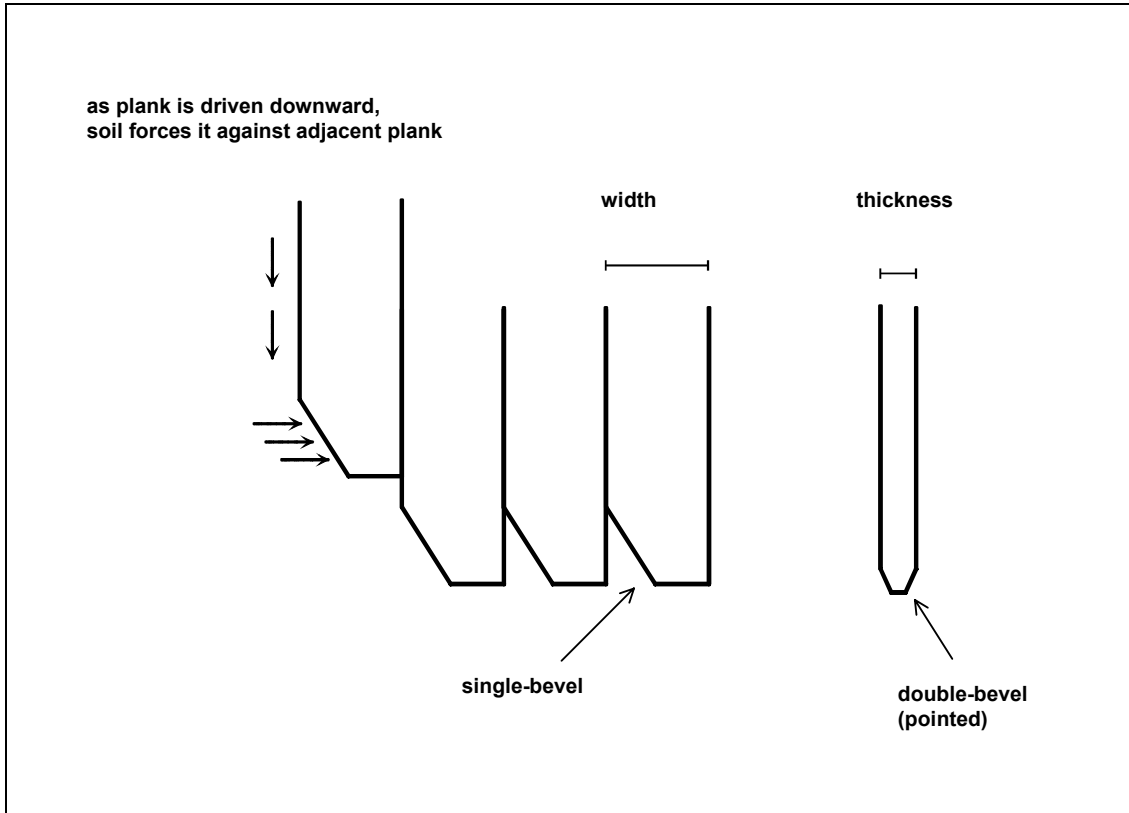 as plank is driven downward,
soil forces it against adjacent plank
width
thickness
single-bevel
double-bevel
(pointed)